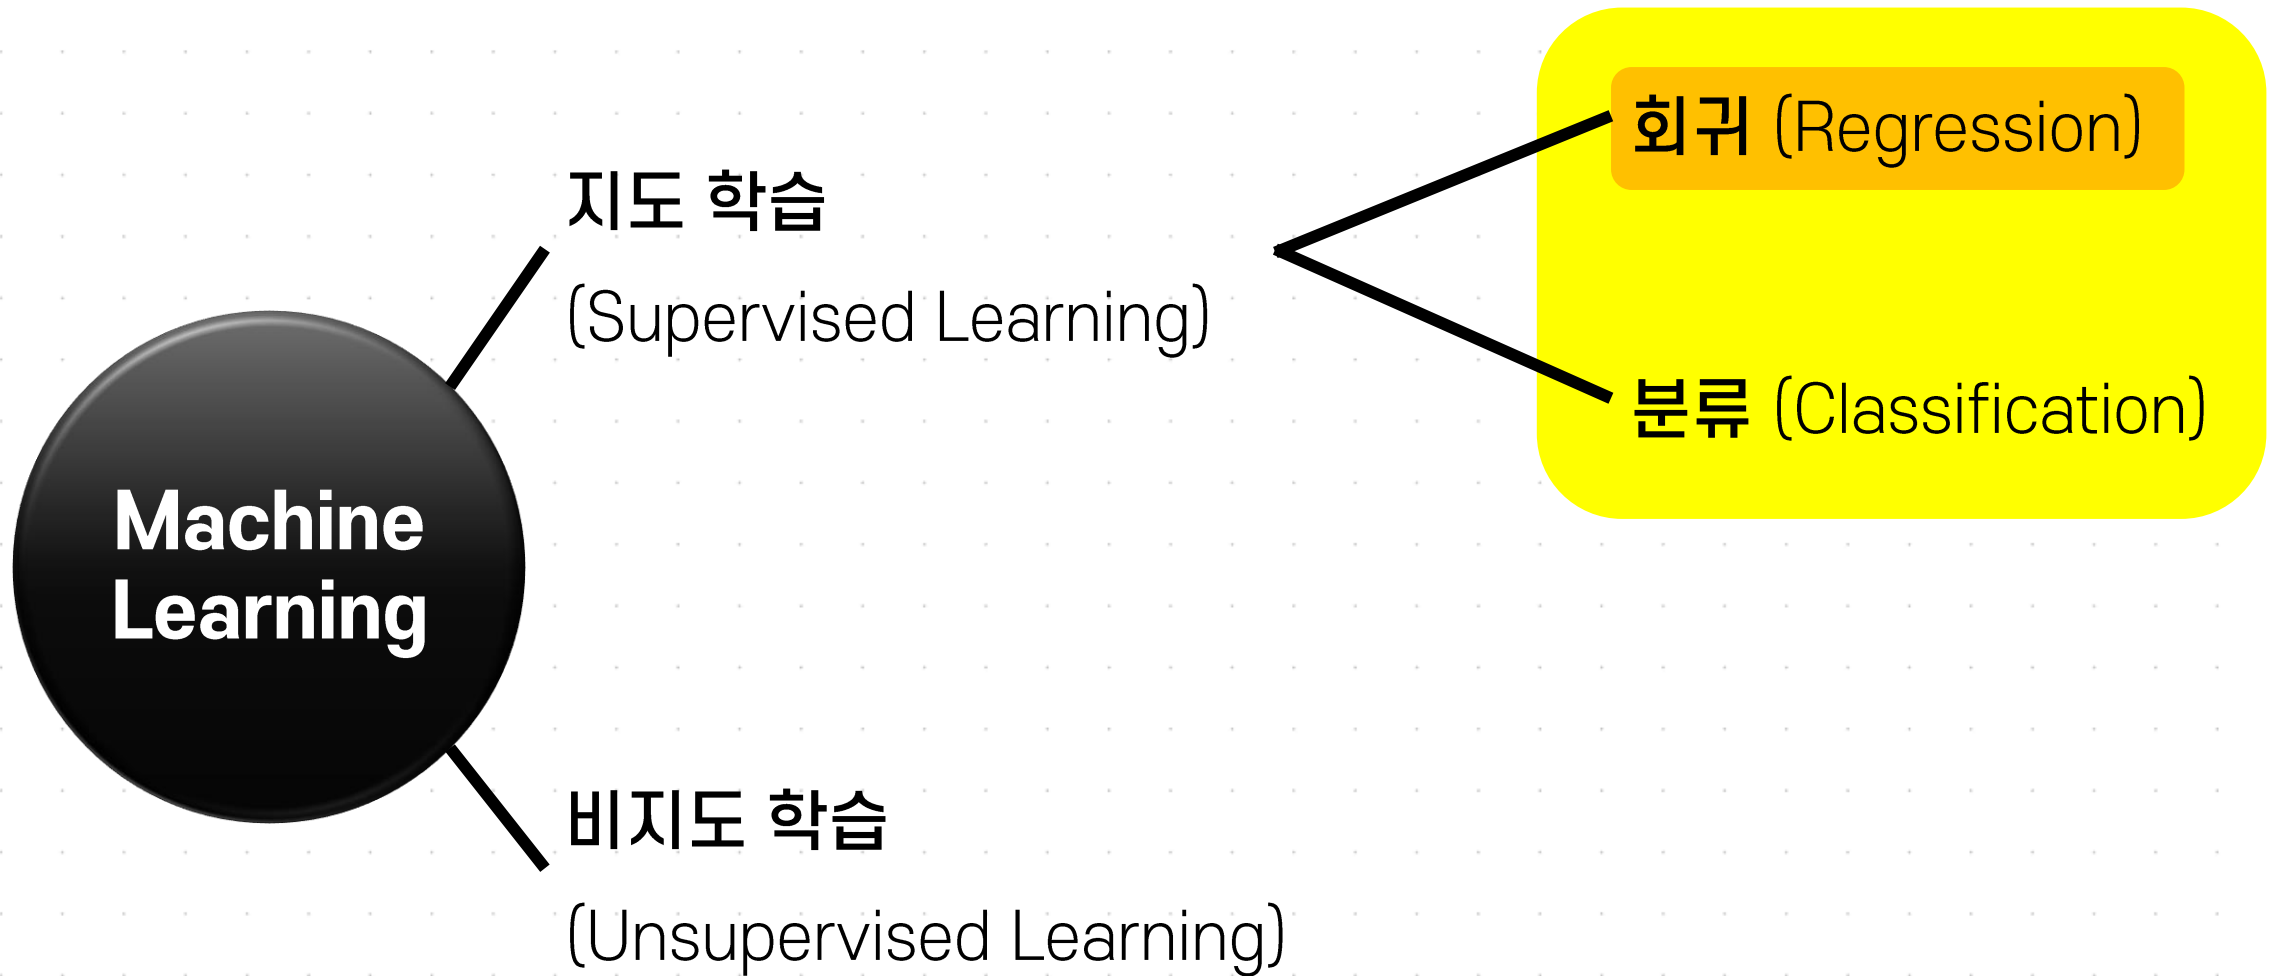 Machine
Learning
지도 학습
(Supervised Learning)
회귀 (Regression)
분류 (Classification)
비지도 학습
(Unsupervised Learning)